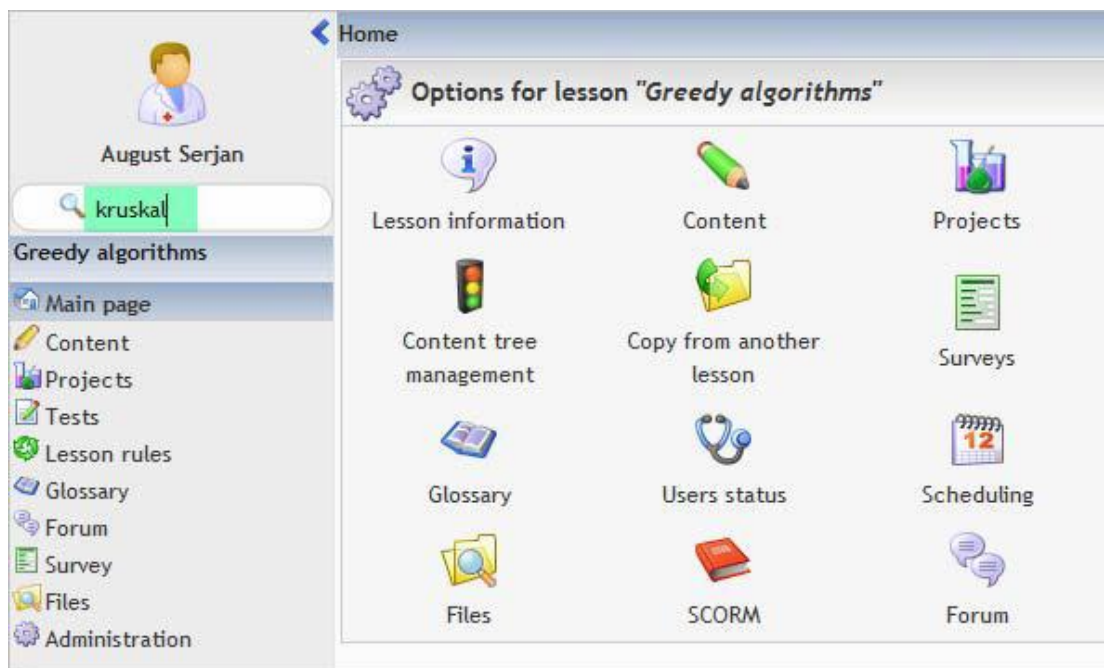 Home
Options for lesson "Greedy algorithms"
August Serjan
kruskal
Greedy algorithms
Main page
Content
Projects
Tests
Lesson rules
Glossary
Forum
Survey
Files
Administration
Lesson information
Content
Projects
Content tree
management
Copy from another
lesson
Surveys
Glossary
Users status
12
Scheduling
Files
SCORM
Forum